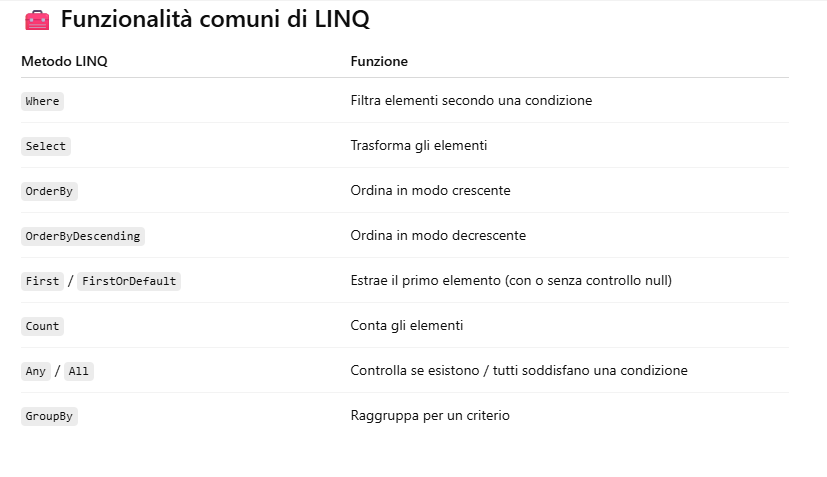 Funzionalità comuni di LINQ
Metodo LINQ Funzione
Where Filtra elementi secondo una condizione
Select Trasforma gli elementi
OrderBy Ordina in modo crescente
OrderByDescending Ordina in modo decrescente
First / FirstOrDefault Estrae il primo elemento (con o senza controllo null)
Count Conta gli elementi
Any / All Controlla se esistono / tutti soddisfano una condizione
GroupBy Raggruppa per un criterio